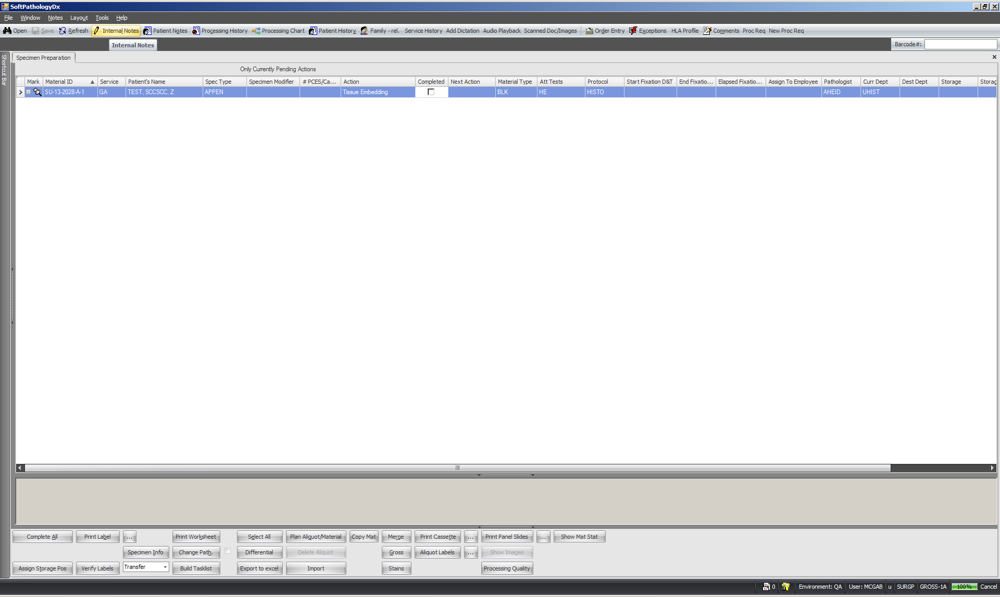 SoftPathologyDx
File Window Notes Layout Tools Help
Open Save Refresh Internal Notes Patient Notes Processing History Processing Chart Patient History Family - rel. Service History Add Dictation Audio Playback Scanned Doc/Images Order Entry Exceptions HLA Profile Comments Proc Req New Proc Req
Internal Notes Barcode#:
Shortcut Bar
Specimen Preparation
Only Currently Pending Actions
Mark Material ID Service Patient's Name Spec Type Specimen Modifier # PCES/Ca... Action Completed Next Action Material Type Att Tests Protocol Start Fixation D&T End Fixatio... Elapsed Fixatio... Assign To Employee Pathologist Curr Dept Dest Dept Storage Storag
SU-13-2028-A-1 GA TEST, SCCSCC, Z APPEN Tissue Embedding BLK HE HISTO AHEID UHIST
Complete All Print Label ... Print Worksheet Select All Plan Aliquot/Material Copy Mat Merge Print Cassette ... Print Panel Slides ... Show Mat Stat
Specimen Info Change Path. Differential Delete Aliquot Gross Aliquot Labels ... Show Images
Assign Storage Pos Verify Labels Transfer Build Tasklist Export to excel Import Stains Processing Quality
0 Environment: QA User: MCGAB u SURGP GROSS-1A 100% Cancel